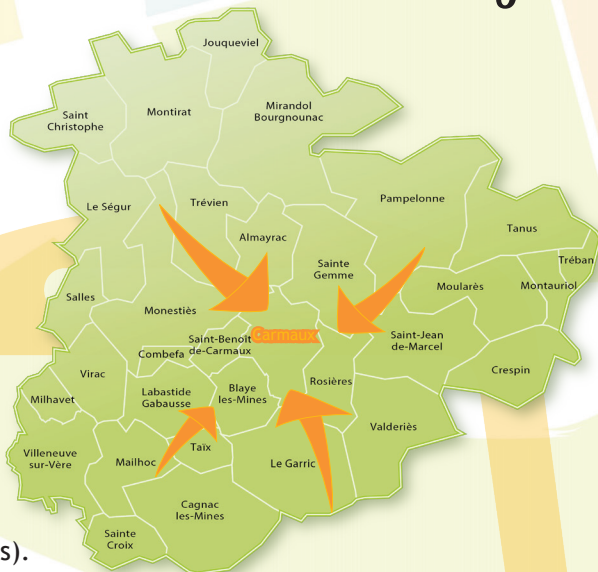 Jouqueviel
Mirandol
Bourgnounac
Montirat
Saint
Christophe
Pampelonne
Le Ségur
Trévien
Tanus
Almayrac
Tréban
Sainte
Gemme
Moularès
Montauriol
Salles
Monestiès
Carmaux
Saint-Benoît
de-Carmaux
Saint-Jean
de-Marcel
Combefa
Crespin
Virac
Rosières
Labastide
Gabausse
Blaye
les-Mines
Milhavet
Valderiès
Taïx
Villeneuve
sur-Vère
Mailhoc
Le Garric
Cagnac
les-Mines
Sainte
Croix
s).